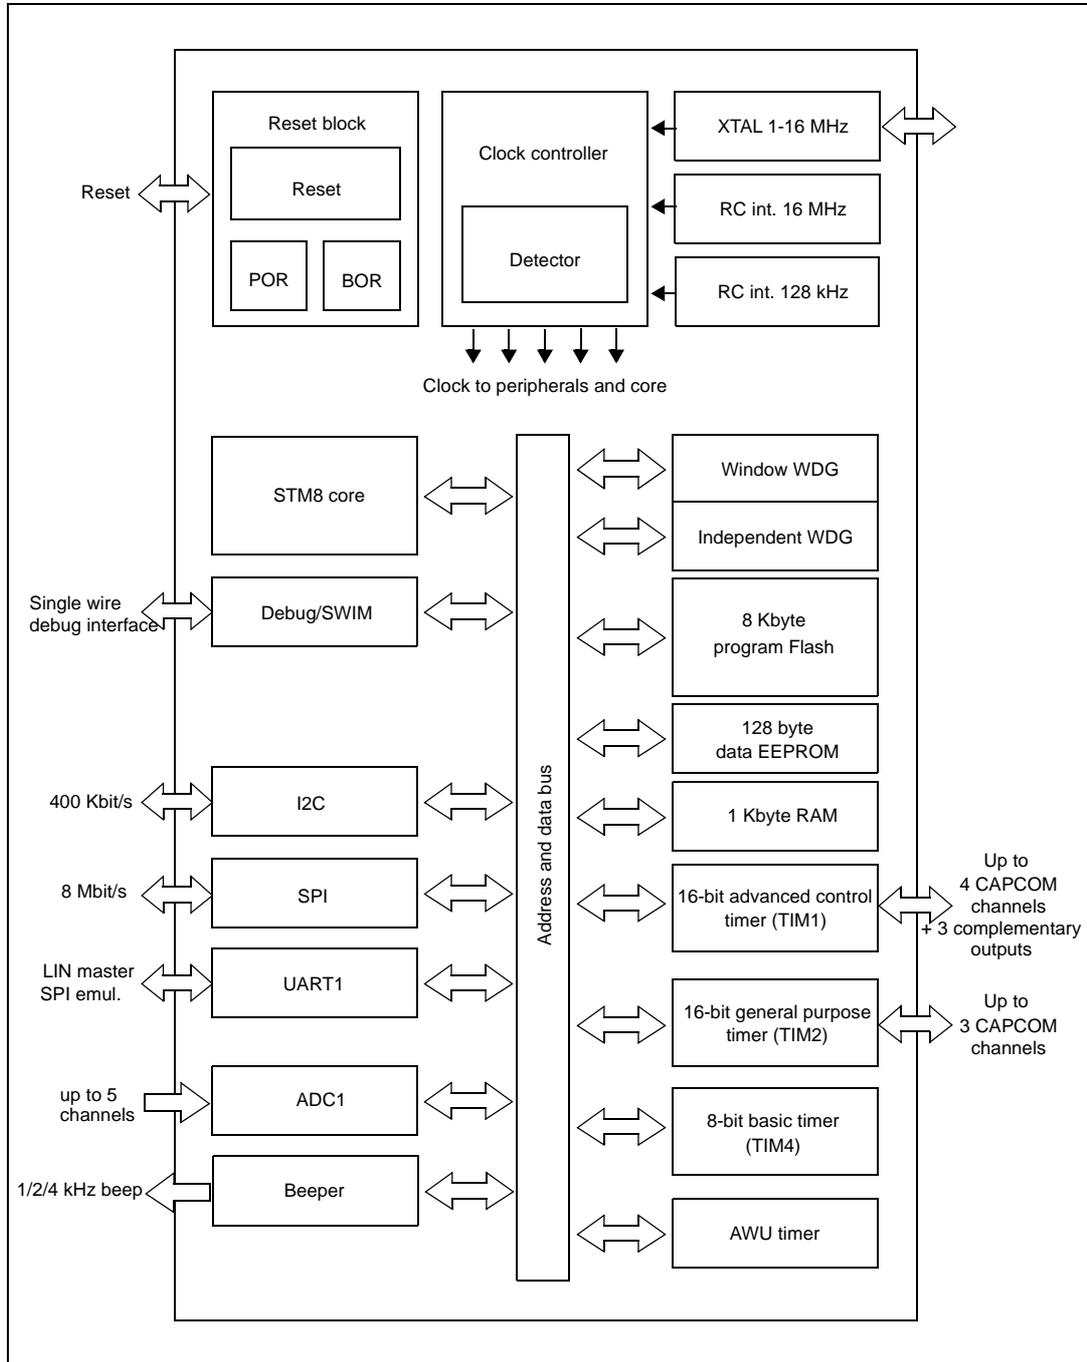 Reset block
Reset
POR
BOR
Reset
Clock controller
Detector
XTAL 1-16 MHz
RC int. 16 MHz
RC int. 128 kHz
Clock to peripherals and core
STM8 core
Single wire
debug interface
Debug/SWIM
400 Kbit/s
I2C
8 Mbit/s
SPI
LIN master
SPI emul.
UART1
up to 5
channels
ADC1
1/2/4 kHz beep
Beeper
Address and data bus
Window WDG
Independent WDG
8 Kbyte
program Flash
128 byte
data EEPROM
1 Kbyte RAM
16-bit advanced control
timer (TIM1)
Up to
4 CAPCOM
channels
+ 3 complementary
outputs
16-bit general purpose
timer (TIM2)
Up to
3 CAPCOM
channels
8-bit basic timer
(TIM4)
AWU timer